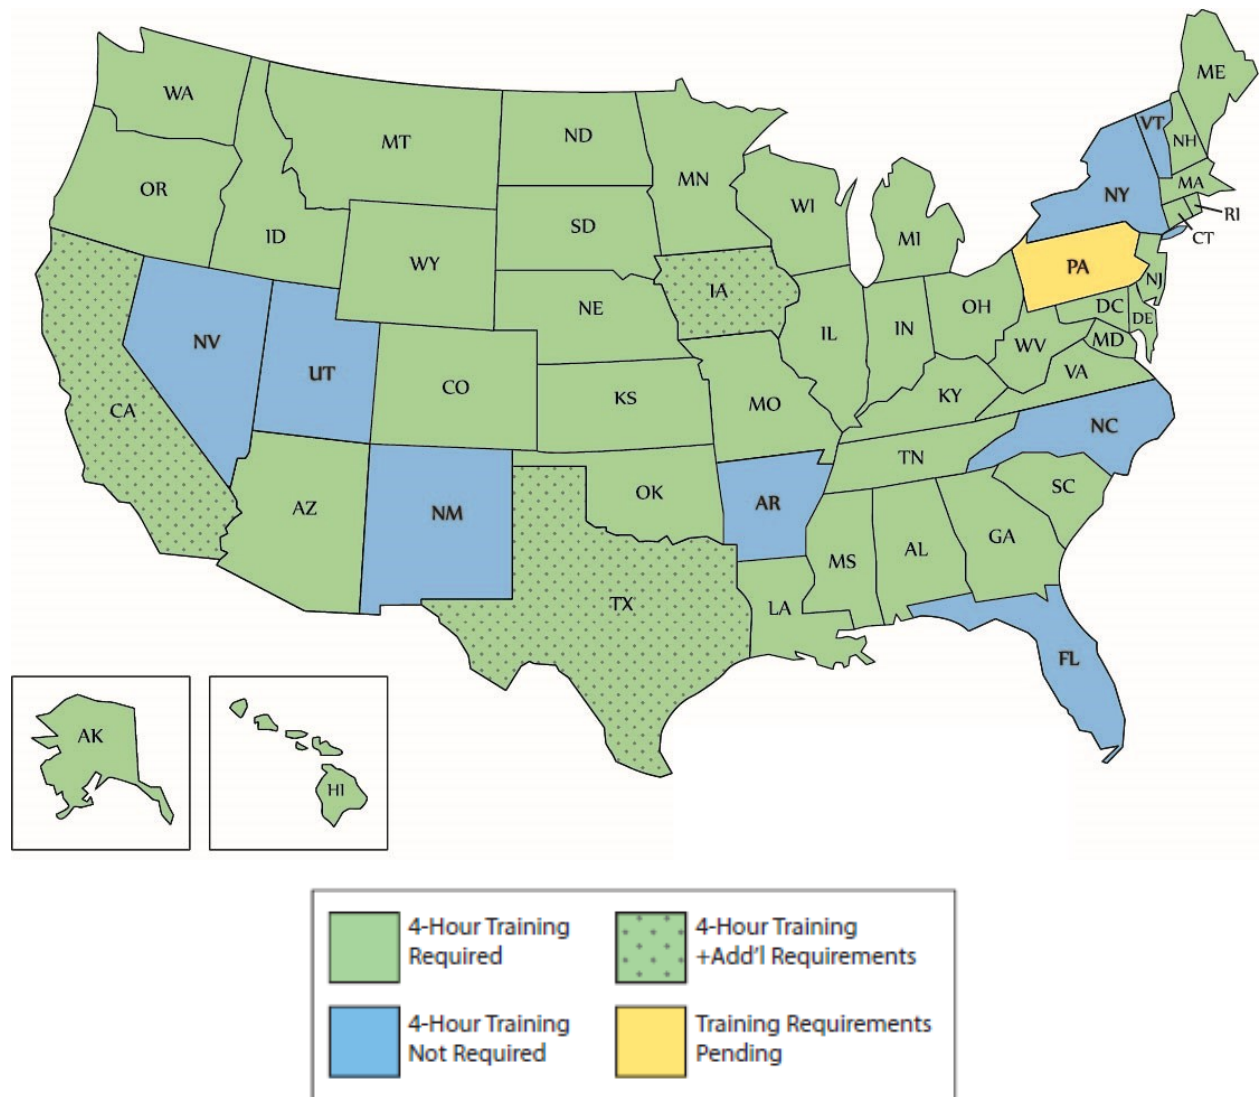 WA
MT
ND
MN
WI
MI
ME
VT
NH
NY
MA
RI
CT
OR
ID
WY
SD
IA
NE
PA
NJ
OH
DC
DE
MD
IL
IN
WV
VA
NV
UT
CO
KS
MO
KY
CA
NC
TN
AZ
NM
OK
AR
SC
MS
AL
GA
TX
LA
FL
AK
HI
4-Hour Training
Required
4-Hour Training
+Add'l Requirements
4-Hour Training
Not Required
Training Requirements
Pending